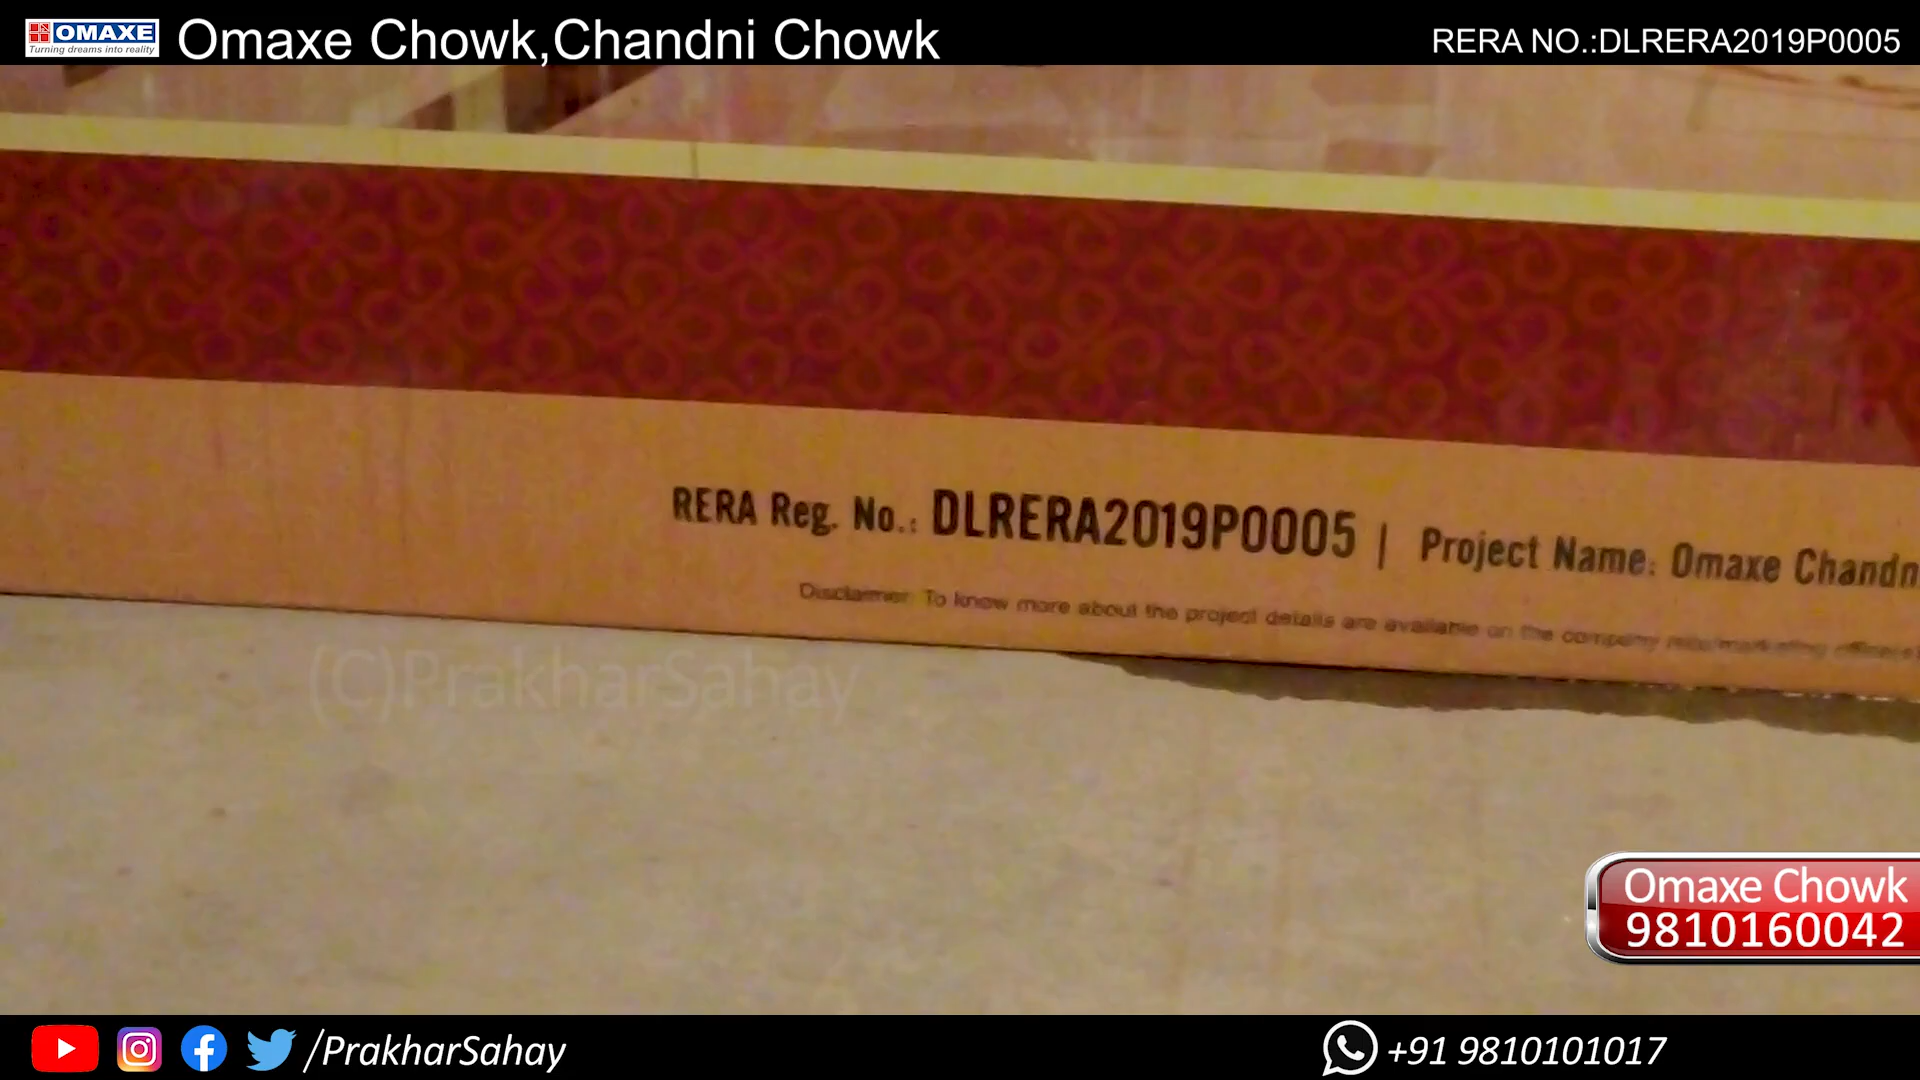 OMAXE
Turning dreams into reality
Omaxe Chowk,Chandni Chowk
RERA NO.:DLRERA2019P0005
RERA Reg. No.: DLRERA2019P0005 | Project Name: Omaxe Chandn
Disclaimer: To know more about the project details are available on the company
(C)PrakharSahay
Omaxe Chowk
9810160042
/PrakharSahay
+91 9810101017